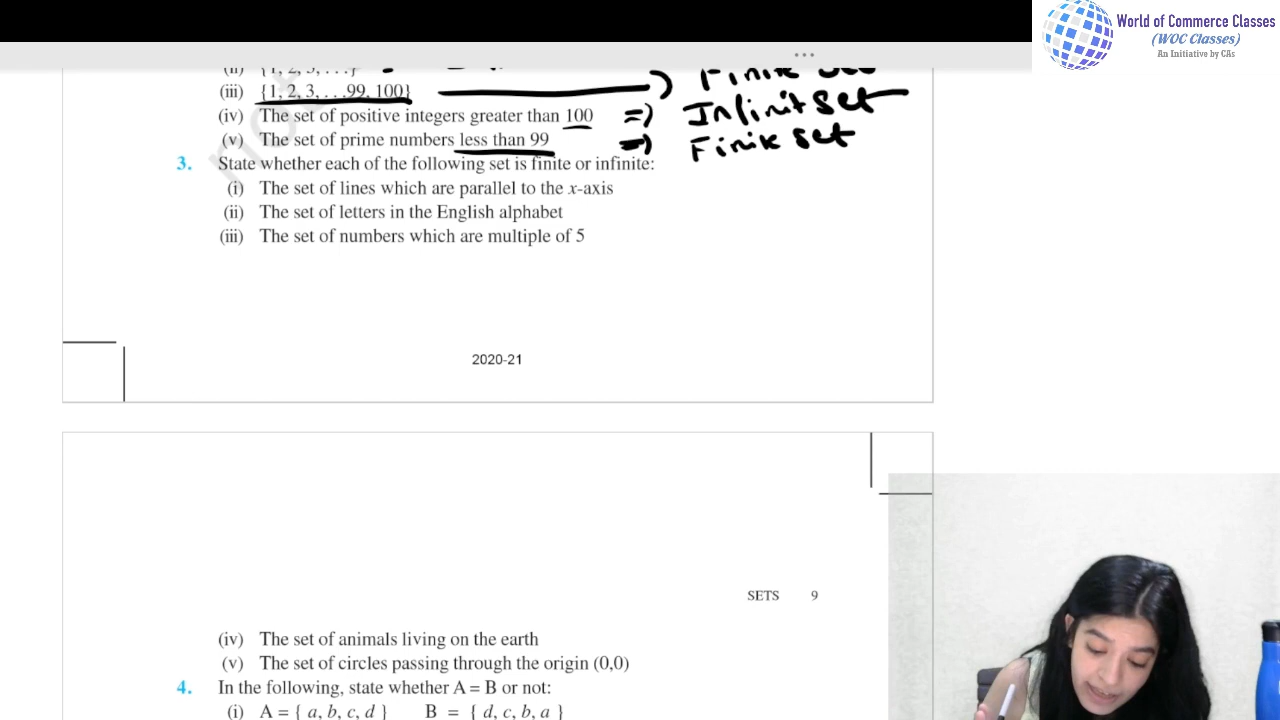 World of Commerce Classes
(WOC Classes)
An Initiative by CAs
...
(ii) {1, 2, 3, . . .}
(iii) {1, 2, 3, . . .99, 100}
(iv) The set of positive integers greater than 100 => Infinit set
(v) The set of prime numbers less than 99 => Finite set
3. State whether each of the following set is finite or infinite:
(i) The set of lines which are parallel to the x-axis
(ii) The set of letters in the English alphabet
(iii) The set of numbers which are multiple of 5
2020-21
SETS 9
(iv) The set of animals living on the earth
(v) The set of circles passing through the origin (0,0)
4. In the following, state whether A = B or not:
(i) A = { a, b, c, d } B = { d, c, b, a }